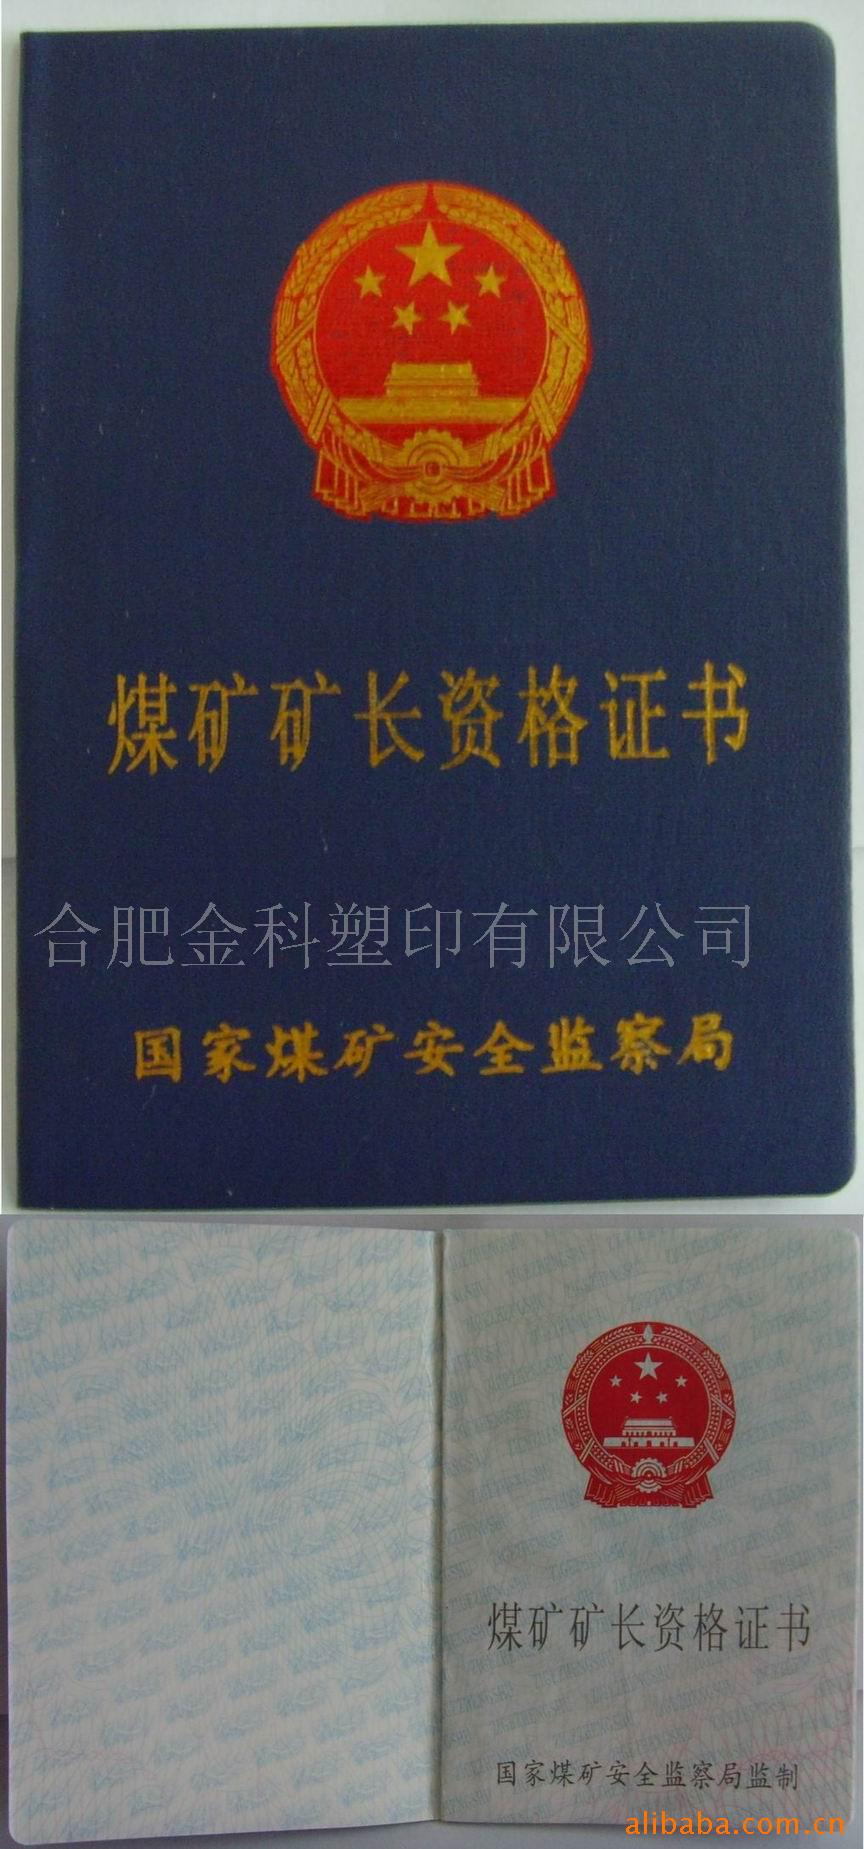 煤矿矿长资格证书
合肥金科塑印有限公司
国家煤矿安全监察局
煤矿矿长资格证书
国家煤矿安全监察局监制
alibaba.com.cn